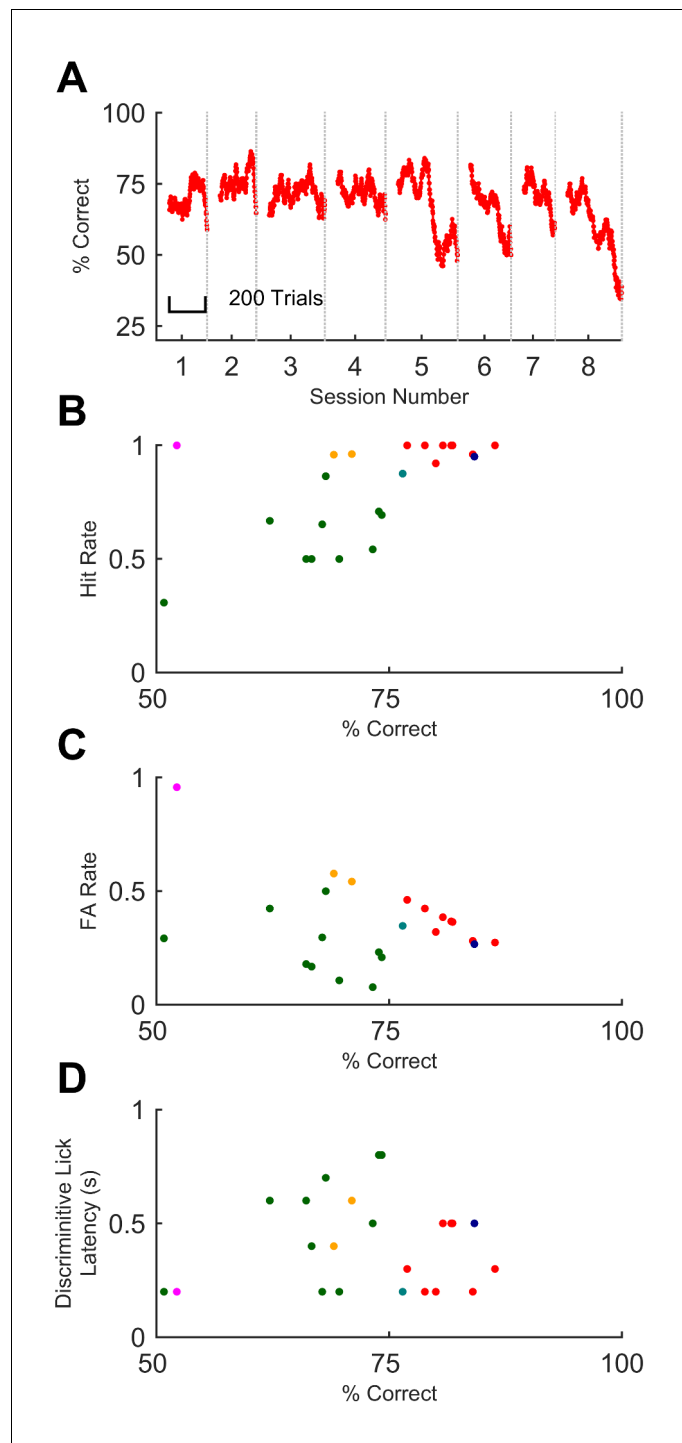 A
100
75
50
25
% Correct
200 Trials
1 2 3 4 5 6 7 8
Session Number
B
1
0.5
0
Hit Rate
50 75 100
% Correct
C
1
0.5
0
FA Rate
50 75 100
% Correct
D
1
0.5
0
Discriminitive Lick
Latency (s)
50 75 100
% Correct